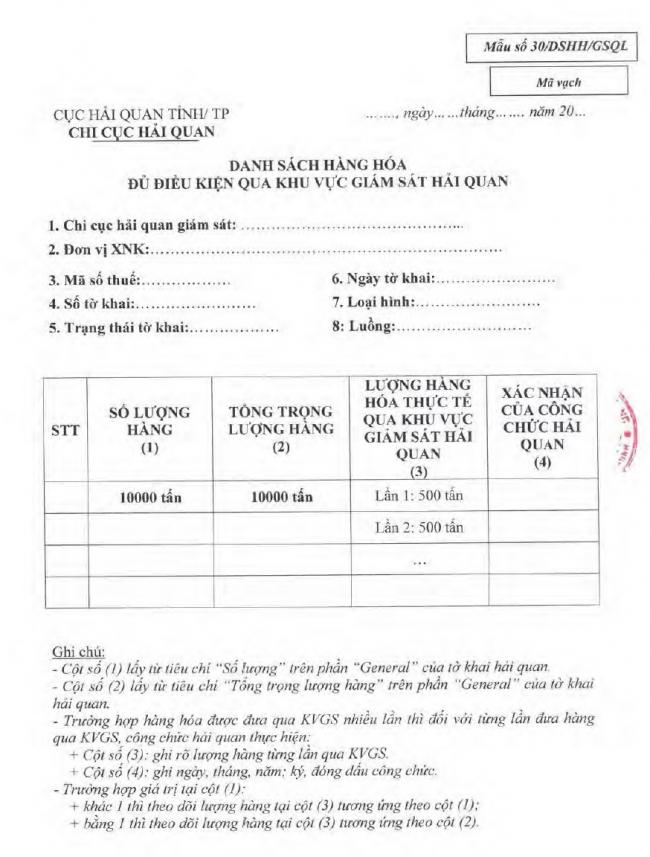 Mẫu số 30/DSHH/GSQL
Mã vạch
CỤC HẢI QUAN TỈNH/ TP
CHI CỤC HẢI QUAN
........, ngày......tháng....... năm 20...
DANH SÁCH HÀNG HÓA
ĐỦ ĐIỀU KIỆN QUA KHU VỰC GIÁM SÁT HẢI QUAN
1. Chi cục hải quan giám sát: ........................................
2. Đơn vị XNK:................................................................
3. Mã số thuế:.................
6. Ngày tờ khai:......................
4. Số tờ khai:.......................
7. Loại hình:.......................
5. Trạng thái tờ khai:.................
8: Luồng:.........................
STT
SỐ LƯỢNG
HÀNG
(1)
TỔNG TRỌNG
LƯỢNG HÀNG
(2)
LƯỢNG HÀNG
HÓA THỰC TẾ
QUA KHU VỰC
GIÁM SÁT HẢI
QUAN
(3)
XÁC NHẬN
CỦA CÔNG
CHỨC HẢI
QUAN
(4)
10000 tấn
10000 tấn
Lần 1: 500 tấn
Lần 2: 500 tấn
...
Ghi chú:
- Cột số (1) lấy từ tiêu chí “Số lượng” trên phần “General” của tờ khai hải quan.
- Cột số (2) lấy từ tiêu chí “Tổng trọng lượng hàng” trên phần “General” của tờ khai
hải quan.
- Trường hợp hàng hóa được đưa qua KVGS nhiều lần thì đối với từng lần đưa hàng
qua KVGS, công chức hải quan thực hiện:
+ Cột số (3): ghi rõ lượng hàng từng lần qua KVGS.
+ Cột số (4): ghi ngày, tháng, năm; ký, đóng dấu công chức.
- Trường hợp giá trị tại cột (1):
+ khác 1 thì theo dõi lượng hàng tại cột (3) tương ứng theo cột (1);
+ bằng 1 thì theo dõi lượng hàng tại cột (3) tương ứng theo cột (2).